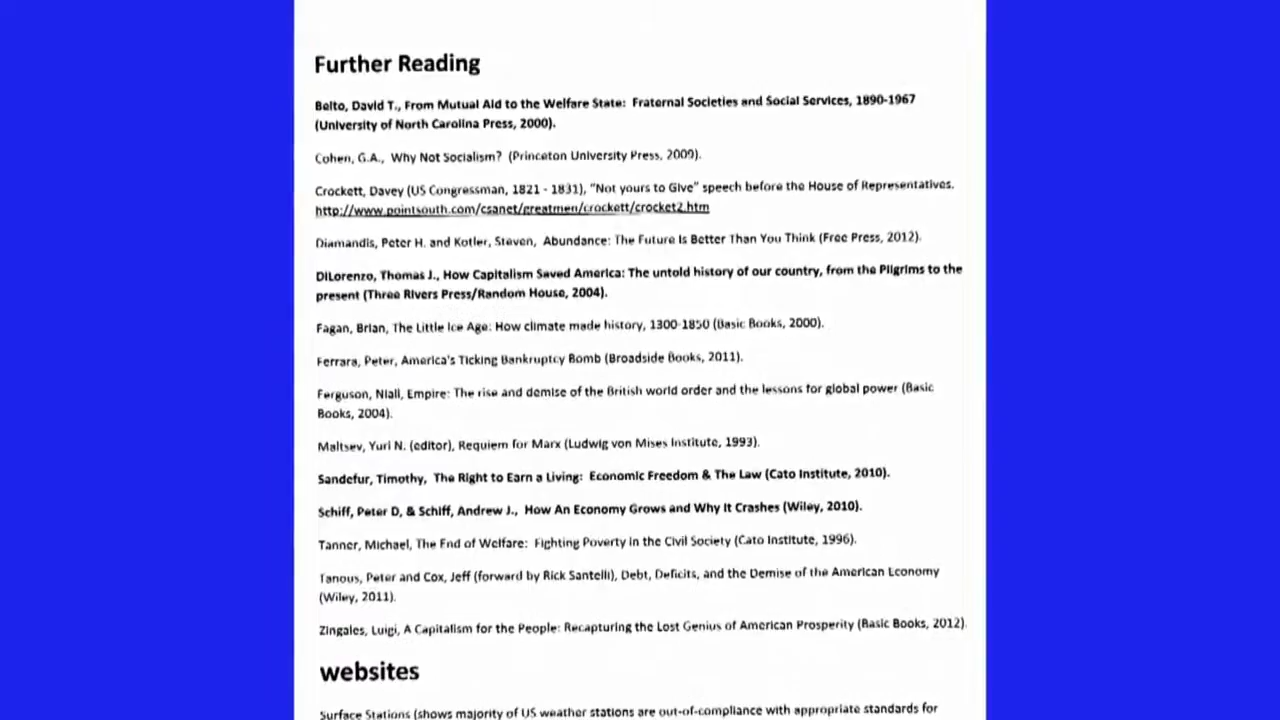 Further Reading
Beito, David T., From Mutual Aid to the Welfare State: Fraternal Societies and Social Services, 1890-1967
(University of North Carolina Press, 2000).
Cohen, G.A., Why Not Socialism? (Princeton University Press, 2009).
Crockett, Davey (US Congressman, 1821 - 1831), "Not yours to Give" speech before the House of Representatives.
http://www.pointsouth.com/csanet/greatmen/crockett/crocket2.htm
Diamandis, Peter H. and Kotler, Steven, Abundance: The Future Is Better Than You Think (Free Press, 2012).
DiLorenzo, Thomas J., How Capitalism Saved America: The untold history of our country, from the Pilgrims to the
present (Three Rivers Press/Random House, 2004).
Fagan, Brian, The Little Ice Age: How climate made history, 1300-1850 (Basic Books, 2000).
Ferrara, Peter, America's Ticking Bankruptcy Bomb (Broadside Books, 2011).
Ferguson, Niall, Empire: The rise and demise of the British world order and the lessons for global power (Basic
Books, 2004).
Maltsev, Yuri N. (editor), Requiem for Marx (Ludwig von Mises Institute, 1993).
Sandefur, Timothy, The Right to Earn a Living: Economic Freedom & The Law (Cato Institute, 2010).
Schiff, Peter D, & Schiff, Andrew J., How An Economy Grows and Why It Crashes (Wiley, 2010).
Tanner, Michael, The End of Welfare: Fighting Poverty in the Civil Society (Cato Institute, 1996).
Tanous, Peter and Cox, Jeff (forward by Rick Santelli), Debt, Deficits, and the Demise of the American Economy
(Wiley, 2011).
Zingales, Luigi, A Capitalism for the People: Recapturing the Lost Genius of American Prosperity (Basic Books, 2012).
websites
Surface Stations (shows majority of US weather stations are out-of-compliance with appropriate standards for